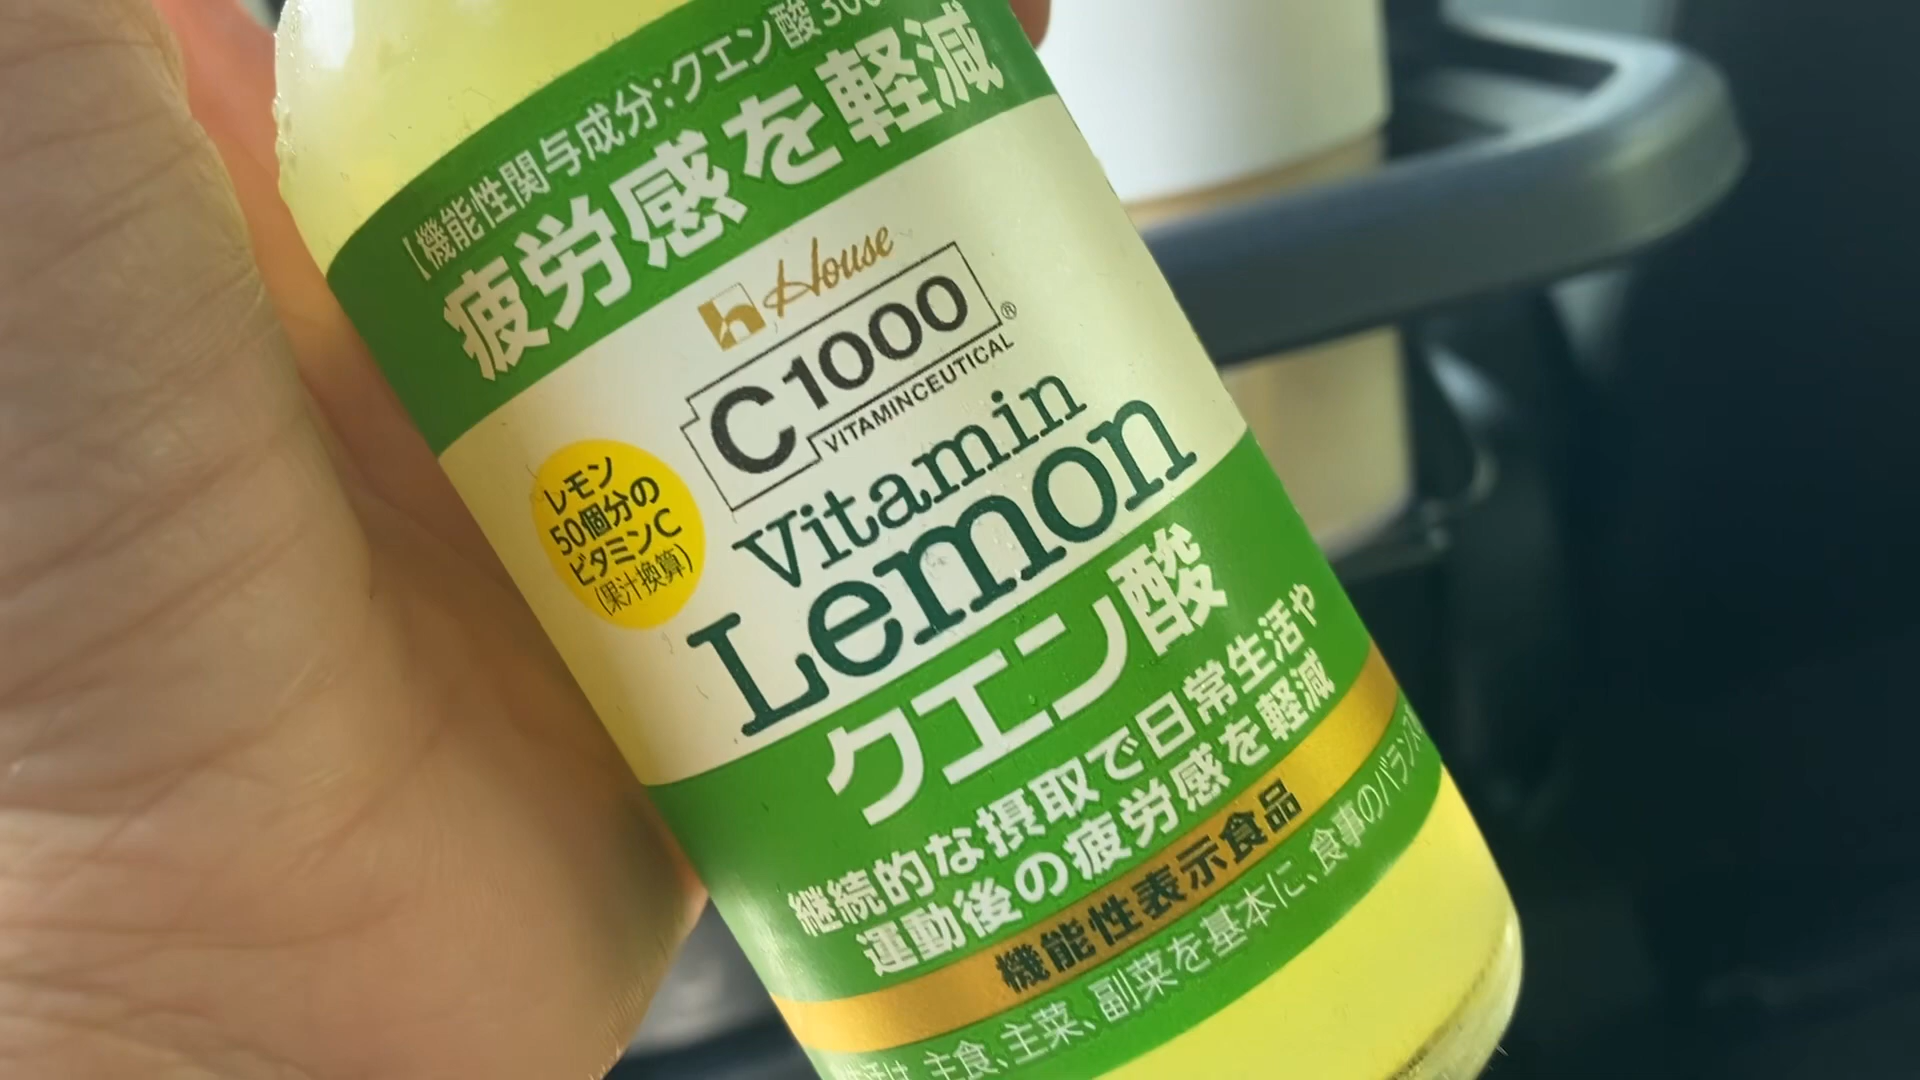 【機能性関与成分:クエン酸
疲労感を軽減
House
C1000®
VITAMINCEUTICAL
Vitamin
Lemon
レモン
50個分の
ビタミンC
(果汁換算)
クエン酸
継続的な摂取で日常生活や
運動後の疲労感を軽減
機能性表示食品
主食、主菜、副菜を基本に、食事のバランス